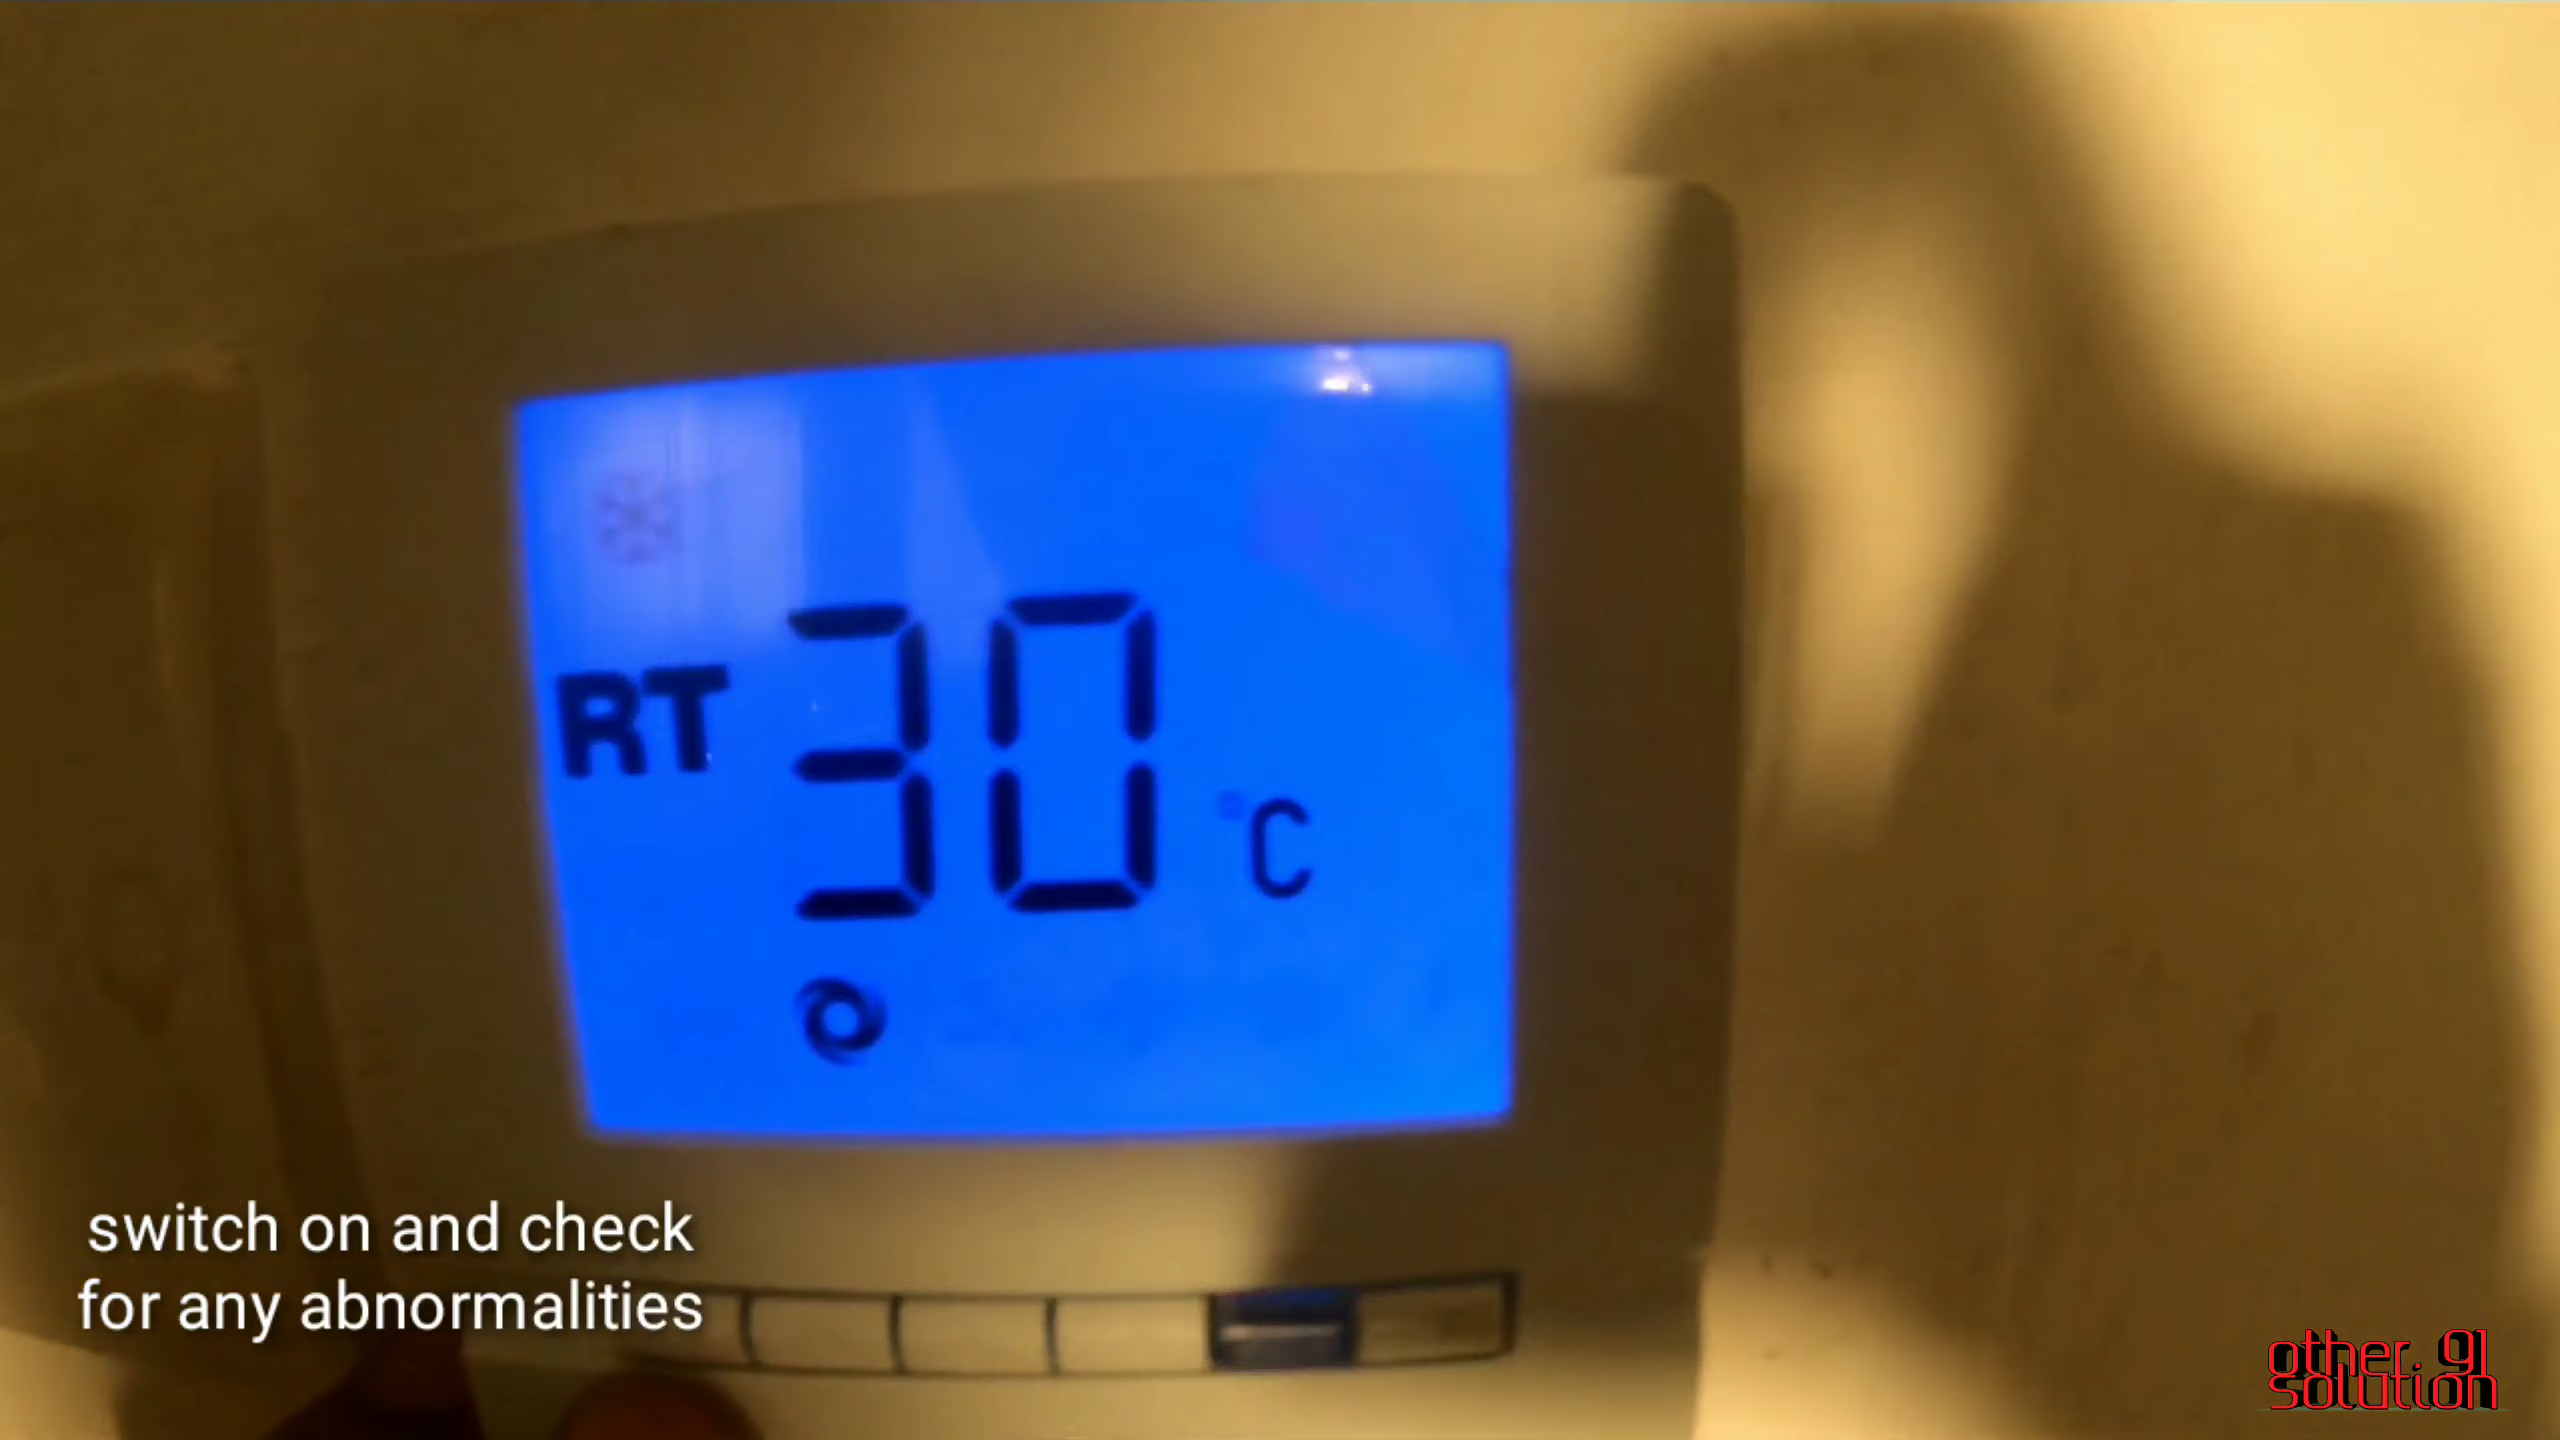 RT 30 °C
switch on and check
for any abnormalities
other. 91
solution